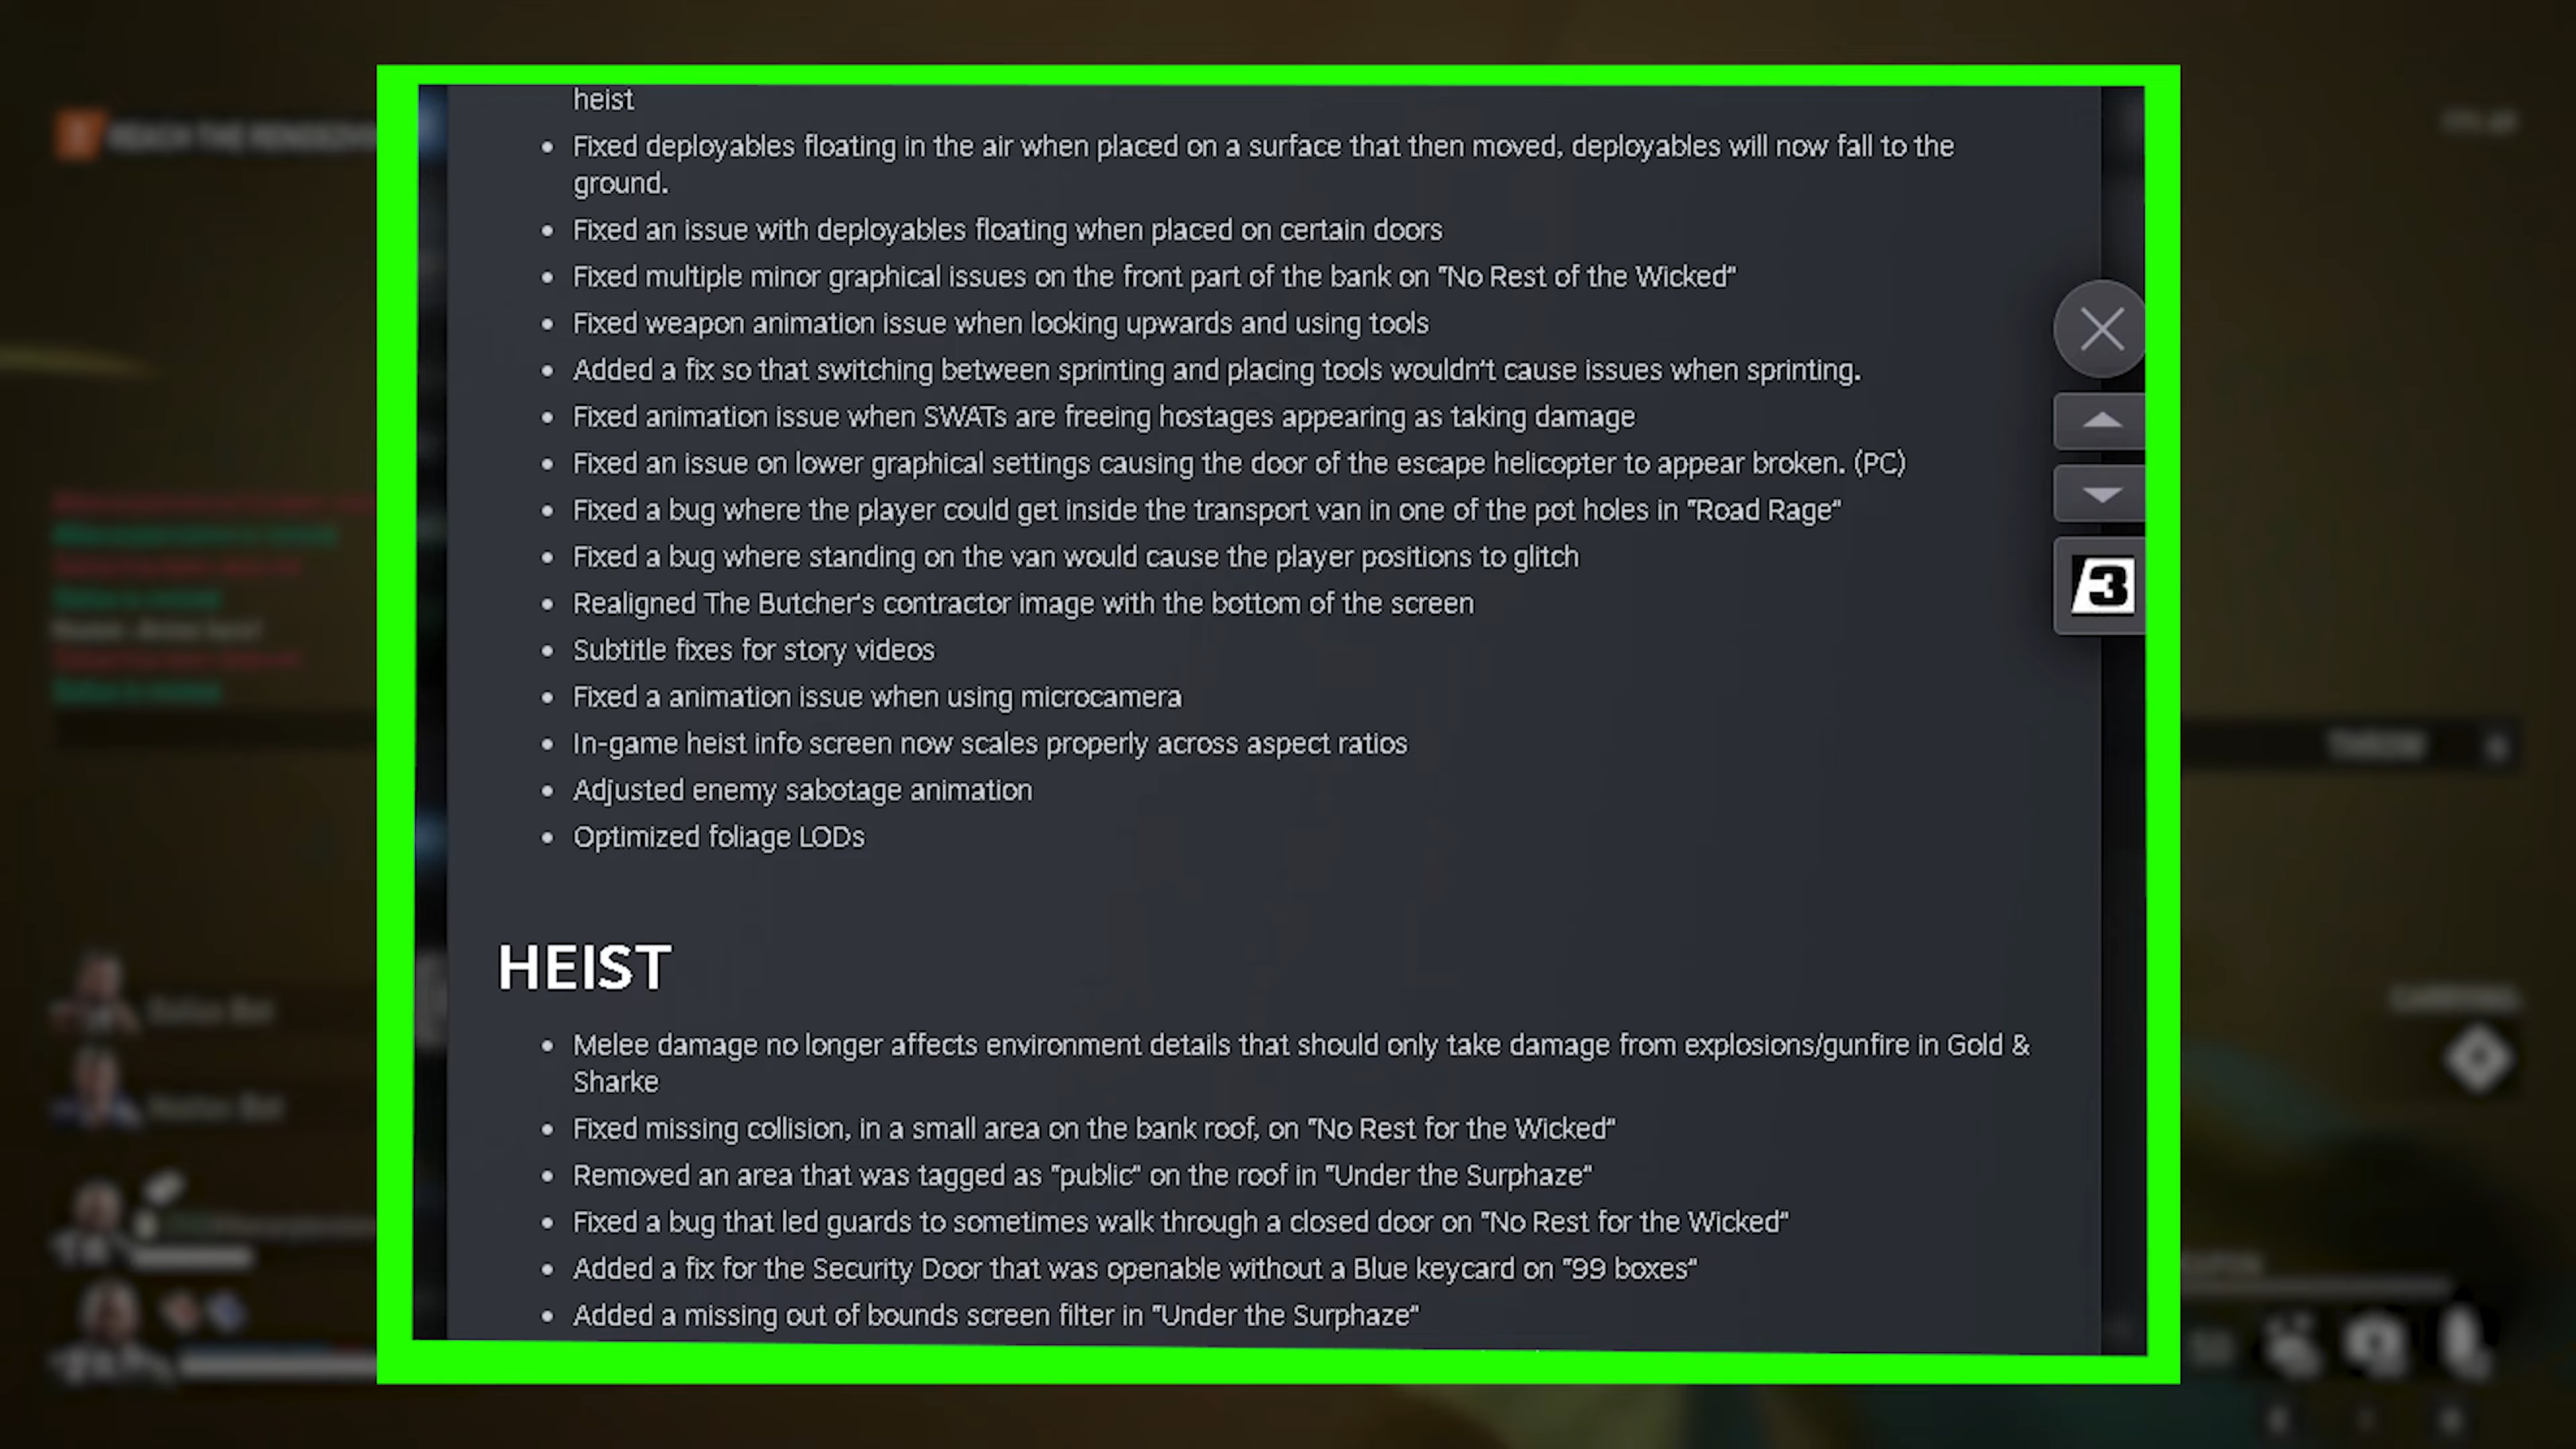 heist
Fixed deployables floating in the air when placed on a surface that then moved, deployables will now fall to the
ground.
Fixed an issue with deployables floating when placed on certain doors
Fixed multiple minor graphical issues on the front part of the bank on "No Rest of the Wicked"
Fixed weapon animation issue when looking upwards and using tools
Added a fix so that switching between sprinting and placing tools wouldn't cause issues when sprinting.
Fixed animation issue when SWATs are freeing hostages appearing as taking damage
Fixed an issue on lower graphical settings causing the door of the escape helicopter to appear broken. (PC)
Fixed a bug where the player could get inside the transport van in one of the pot holes in "Road Rage"
Fixed a bug where standing on the van would cause the player positions to glitch
Realigned The Butcher's contractor image with the bottom of the screen
Subtitle fixes for story videos
Fixed a animation issue when using microcamera
In-game heist info screen now scales properly across aspect ratios
Adjusted enemy sabotage animation
Optimized foliage LODs
HEIST
Melee damage no longer affects environment details that should only take damage from explosions/gunfire in Gold &
Sharke
Fixed missing collision, in a small area on the bank roof, on "No Rest for the Wicked"
Removed an area that was tagged as "public" on the roof in "Under the Surphaze"
Fixed a bug that led guards to sometimes walk through a closed door on "No Rest for the Wicked"
Added a fix for the Security Door that was openable without a Blue keycard on "99 boxes"
Added a missing out of bounds screen filter in "Under the Surphaze"
3
REACH THE
THROW
CARRYING